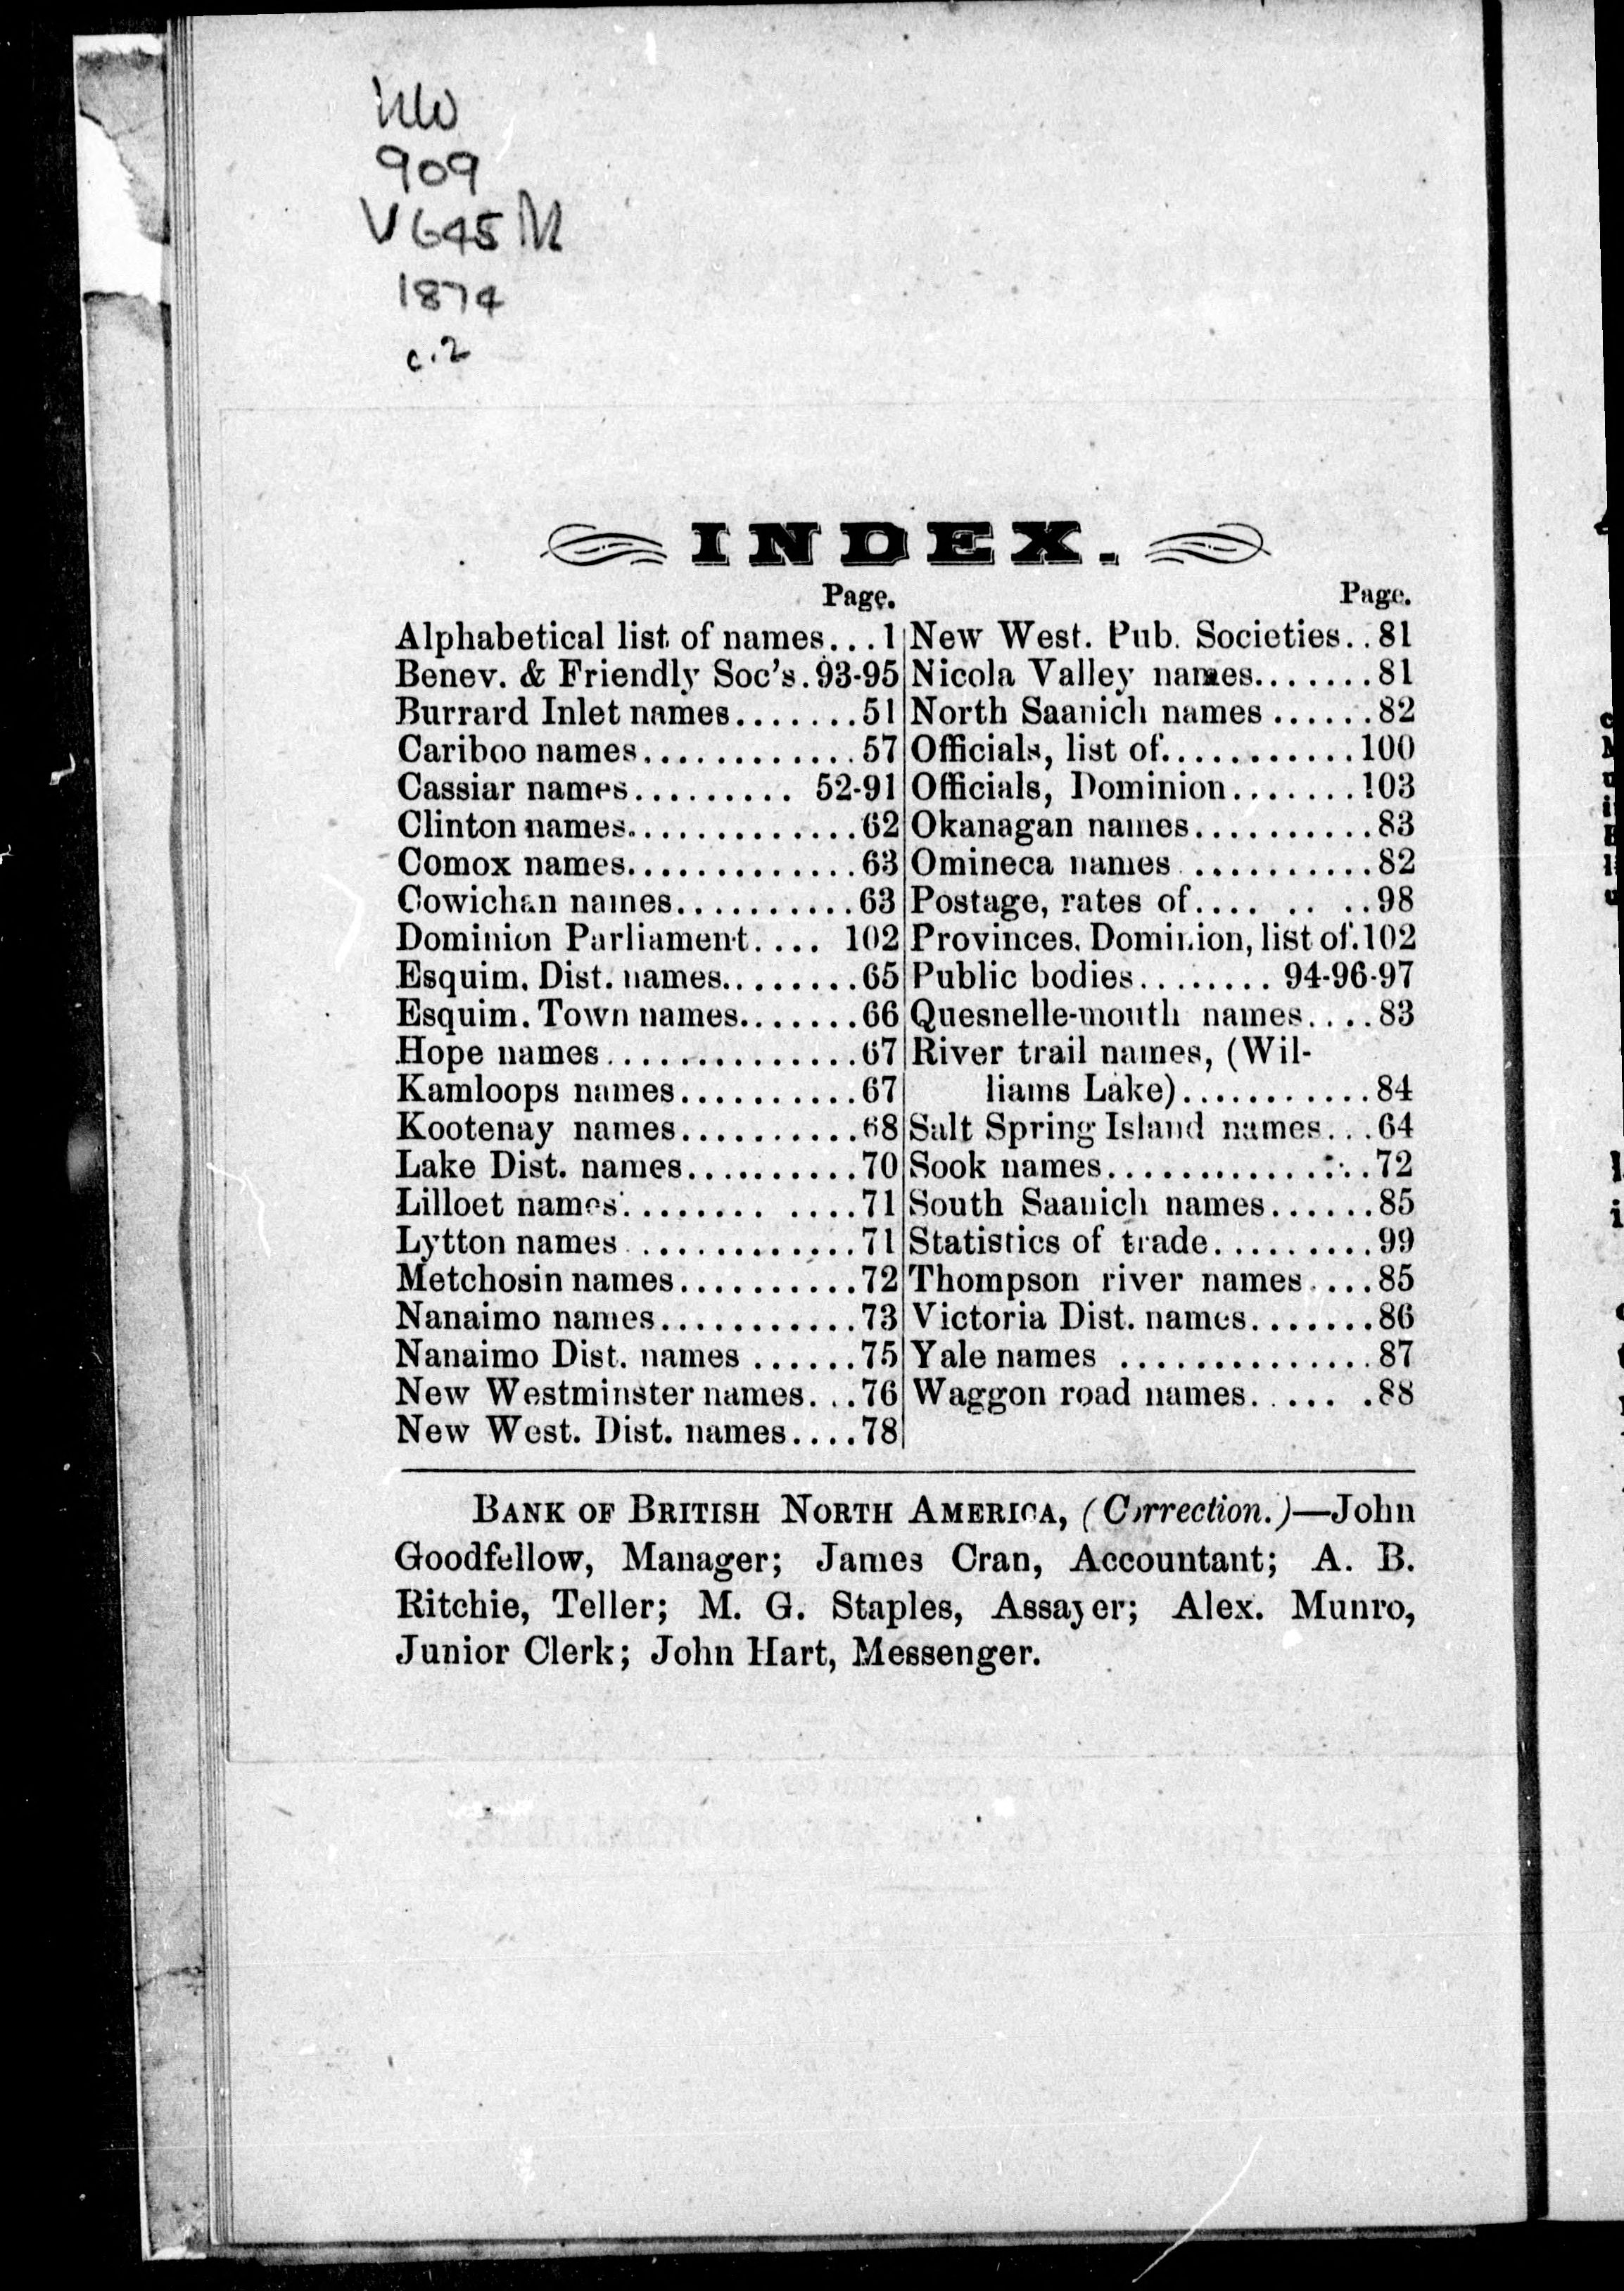 NW
909
V645M
1874
c.2
INDEX.
Page.
Alphabetical list of names...1
Benev. & Friendly Soc's.93-95
Burrard Inlet names.......51
Cariboo names.............57
Cassiar names......... 52-91
Clinton names..............62
Comox names..............63
Cowichan names...........63
Dominion Parliament.... 102
Esquim. Dist. names........65
Esquim. Town names.......66
Hope names...............67
Kamloops names...........67
Kootenay names...........68
Lake Dist. names..........70
Lilloet names............71
Lytton names .............71
Metchosin names...........72
Nanaimo names............73
Nanaimo Dist. names ......75
New Westminster names...76
New West. Dist. names....78
Page.
New West. Pub. Societies..81
Nicola Valley names.......81
North Saanich names ......82
Officials, list of............100
Officials, Dominion.......103
Okanagan names..........83
Omineca names ...........82
Postage, rates of.... .. ..98
Provinces, Dominion, list of.102
Public bodies........ 94-96-97
Quesnelle-mouth names....83
River trail names, (Wil-
liams Lake)...........84
Salt Spring Island names...64
Sook names...............72
South Saanich names......85
Statistics of trade.........99
Thompson river names....85
Victoria Dist. names.......86
Yale names ..............87
Waggon road names..... .88
BANK OF BRITISH NORTH AMERICA, (Correction.)—John
Goodfellow, Manager; James Cran, Accountant; A. B.
Ritchie, Teller; M. G. Staples, Assayer; Alex. Munro,
Junior Clerk; John Hart, Messenger.